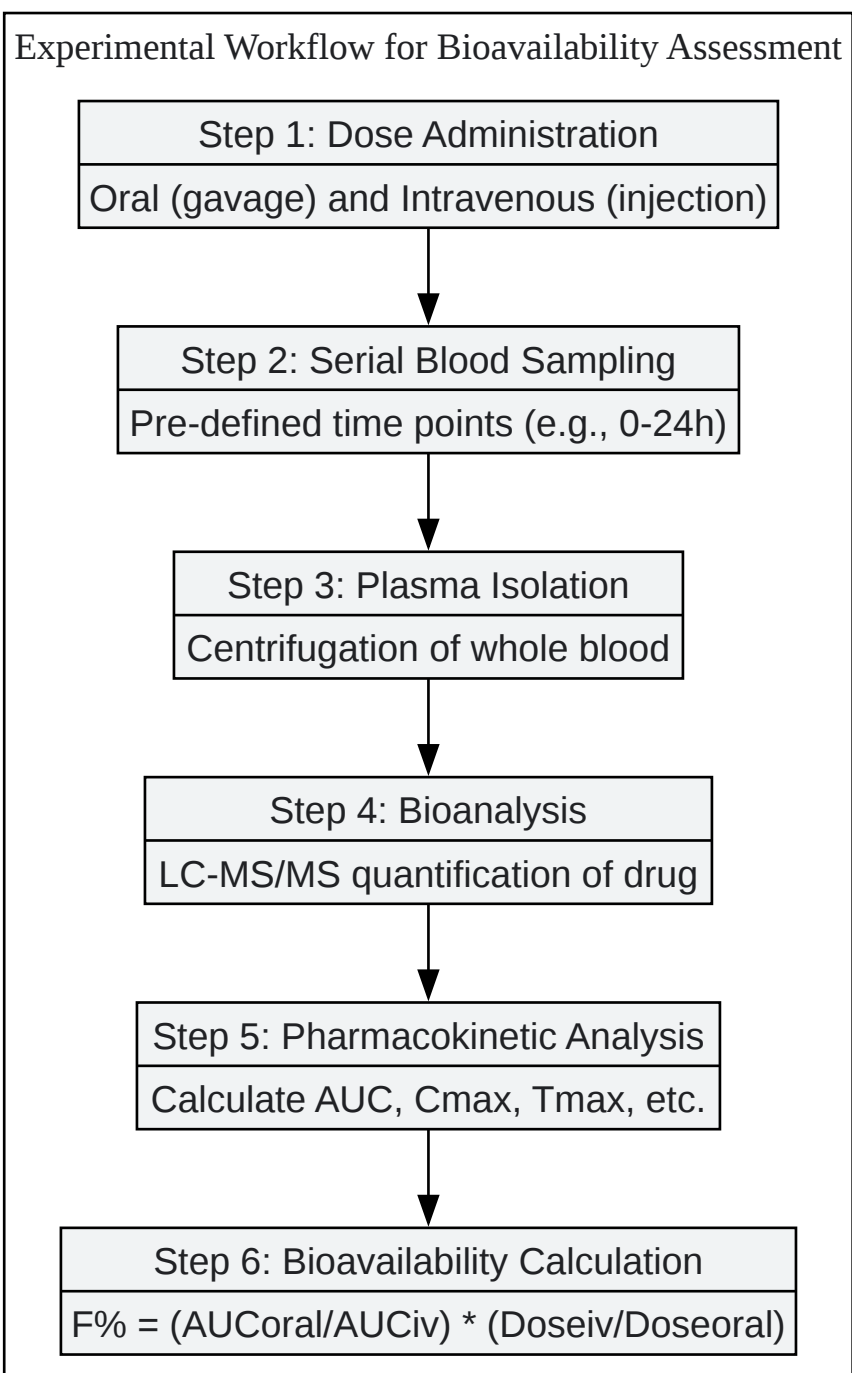 Experimental Workflow for Bioavailability Assessment
Step 1: Dose Administration
Oral (gavage) and Intravenous (injection)
Step 2: Serial Blood Sampling
Pre-defined time points (e.g., 0-24h)
Step 3: Plasma Isolation
Centrifugation of whole blood
Step 4: Bioanalysis
LC-MS/MS quantification of drug
Step 5: Pharmacokinetic Analysis
Calculate AUC, Cmax, Tmax, etc.
Step 6: Bioavailability Calculation
F% = (AUCoral/AUCiv) * (Doseiv/Doseoral)